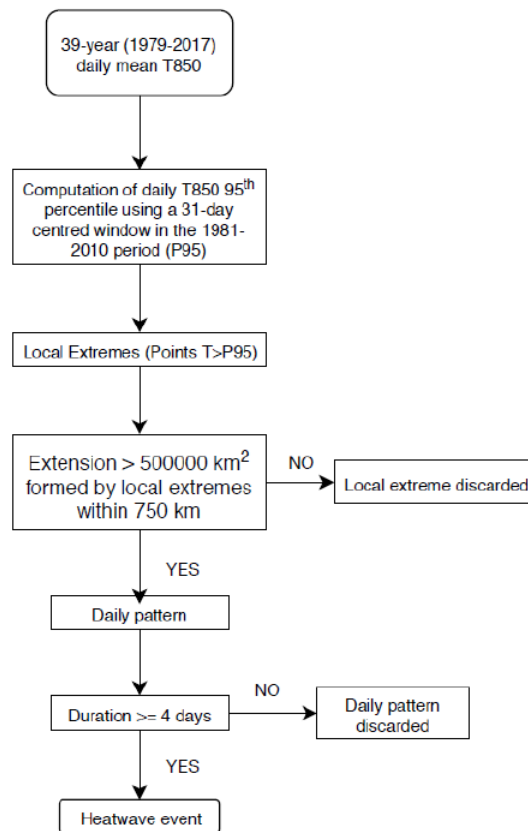 39-year (1979-2017)
daily mean T850
Computation of daily T850 95th
percentile using a 31-day
centred window in the 1981-
2010 period (P95)
Local Extremes (Points T>P95)
Extension > 500000 km2
formed by local extremes
within 750 km
NO
Local extreme discarded
YES
Daily pattern
Duration >= 4 days
NO
Daily pattern
discarded
YES
Heatwave event